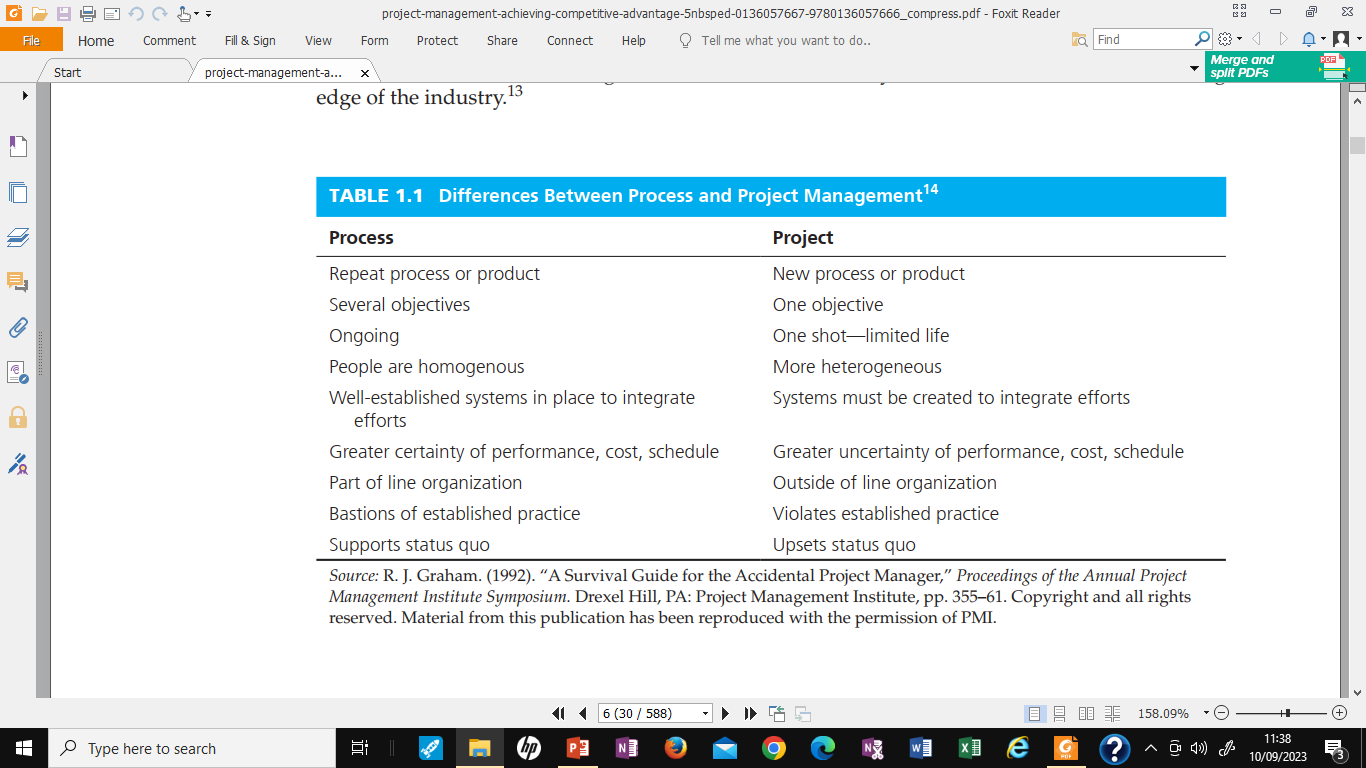 project-management-achieving-competitive-advantage-5nbsped-0136057667-9780136057666_compress.pdf - Foxit Reader
File Home Comment Fill & Sign View Form Protect Share Connect Help Tell me what you want to do.. Find
Start project-management-a... Merge and
split PDFs
edge of the industry.13
TABLE 1.1 Differences Between Process and Project Management14
Process Project
Repeat process or product New process or product
Several objectives One objective
Ongoing One shot—limited life
People are homogenous More heterogeneous
Well-established systems in place to integrate Systems must be created to integrate efforts
efforts
Greater certainty of performance, cost, schedule Greater uncertainty of performance, cost, schedule
Part of line organization Outside of line organization
Bastions of established practice Violates established practice
Supports status quo Upsets status quo
Source: R. J. Graham. (1992). “A Survival Guide for the Accidental Project Manager,” Proceedings of the Annual Project
Management Institute Symposium. Drexel Hill, PA: Project Management Institute, pp. 355–61. Copyright and all rights
reserved. Material from this publication has been reproduced with the permission of PMI.
6 (30 / 588) 158.09%
Type here to search
11:38
10/09/2023
3